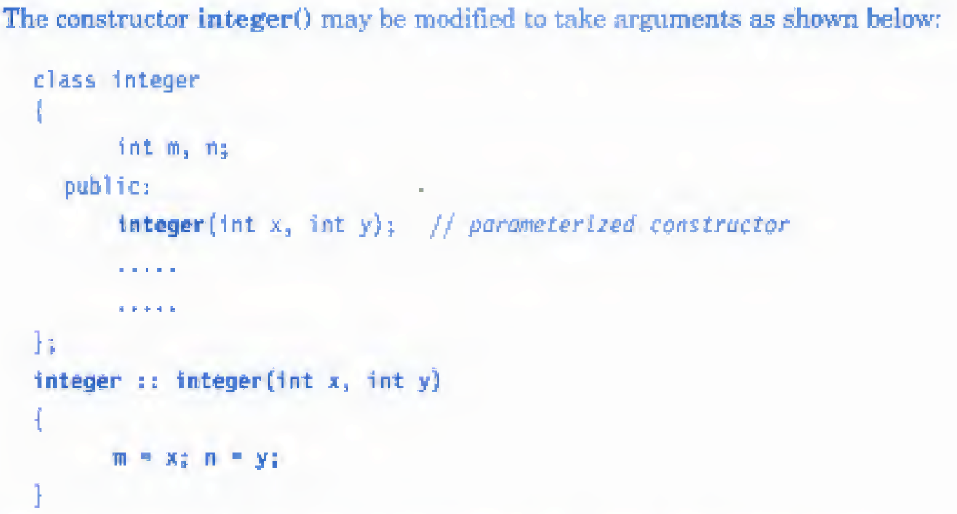 The constructor integer() may be modified to take arguments as shown below:
class integer
{
int m, n;
public:
integer(int x, int y); // parameterized constructor
.....
.....
};
integer :: integer(int x, int y)
{
m = x; n = y;
}